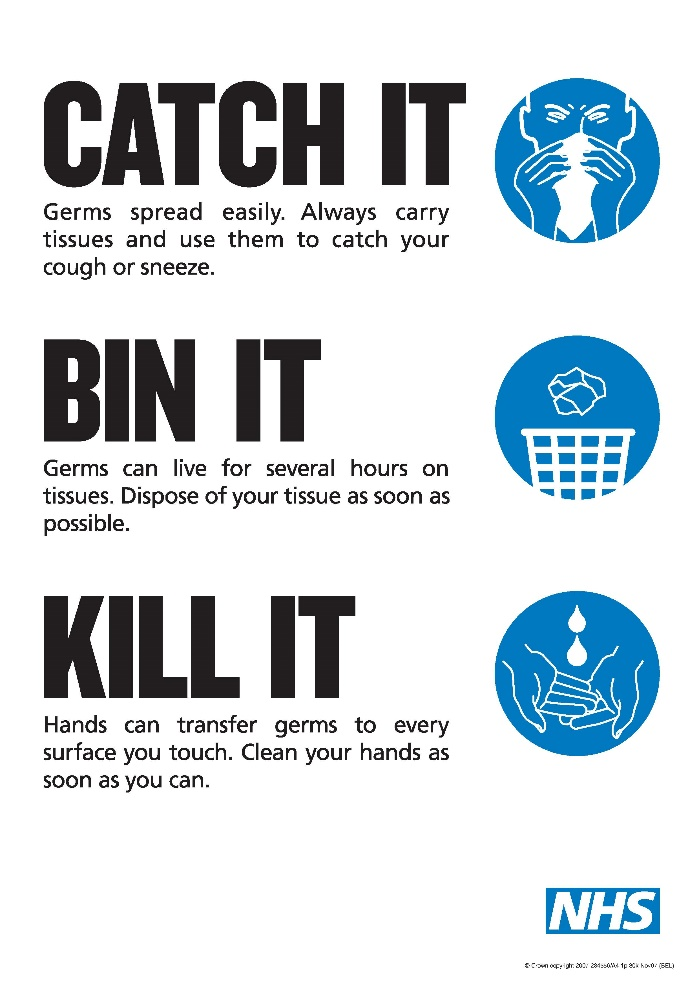 CATCH IT
Germs spread easily. Always carry
tissues and use them to catch your
cough or sneeze.
BIN IT
Germs can live for several hours on
tissues. Dispose of your tissue as soon as
possible.
KILL IT
Hands can transfer germs to every
surface you touch. Clean your hands as
soon as you can.
NHS
© Crown copyright 2007